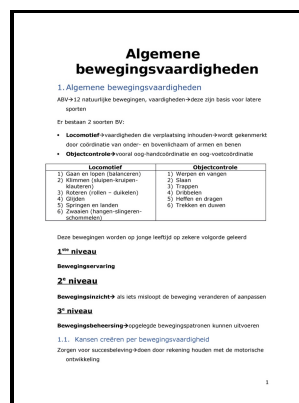 Algemene
bewegingsvaardigheden
1. Algemene bewegingsvaardigheden
ABV→12 natuurlijke bewegingen, vaardigheden→deze zijn basis voor latere
sporten
Er bestaan 2 soorten BV:
• Locomotief→vaardigheden die verplaatsing inhouden→wordt gekenmerkt
door coördinatie van onder- en bovenlichaam of armen en benen
• Objectcontrole→vooral oog-handcoördinatie en oog-voetcoördinatie
Locomotief
1) Gaan en lopen (balanceren)
2) Klimmen (sluipen-kruipen-
klauteren)
3) Roteren (rollen – duikelen)
4) Glijden
5) Springen en landen
6) Zwaaien (hangen-slingeren-
schommelen)
Objectcontrole
1) Werpen en vangen
2) Slaan
3) Trappen
4) Dribbelen
5) Heffen en dragen
6) Trekken en duwen
Deze bewegingen worden op jonge leeftijd op zekere volgorde geleerd
1ste niveau
Bewegingservaring
2e niveau
Bewegingsinzicht→ als iets misloopt de beweging veranderen of aanpassen
3e niveau
Bewegingsbeheersing→opgelegde bewegingspatronen kunnen uitvoeren
1.1. Kansen creëren per bewegingsvaardigheid
Zorgen voor succesbeleving→doen door rekening houden met de motorische
ontwikkeling
1